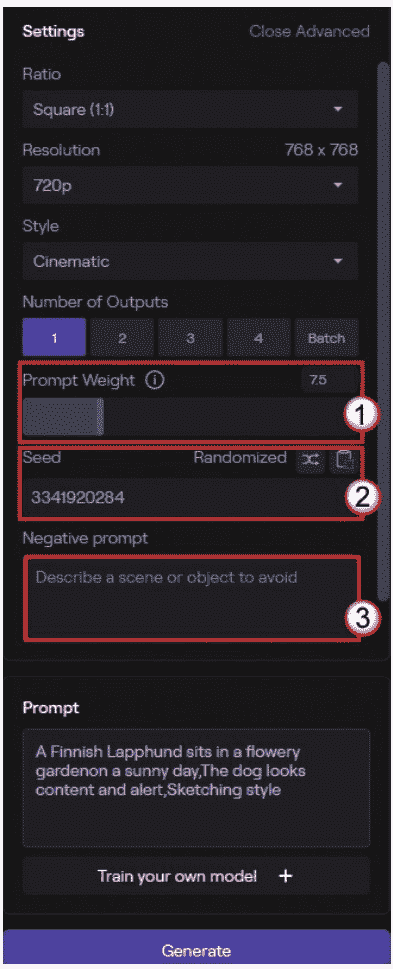 Settings Close Advanced
Ratio
Square (1:1)
Resolution 768 x 768
720p
Style
Cinematic
Number of Outputs
1 2 3 4 Batch
Prompt Weight i 7.5
1
Seed Randomized
3341920284 2
Negative prompt
Describe a scene or object to avoid
3
Prompt
A Finnish Lapphund sits in a flowery
gardenon a sunny day,The dog looks
content and alert,Sketching style
Train your own model +
Generate